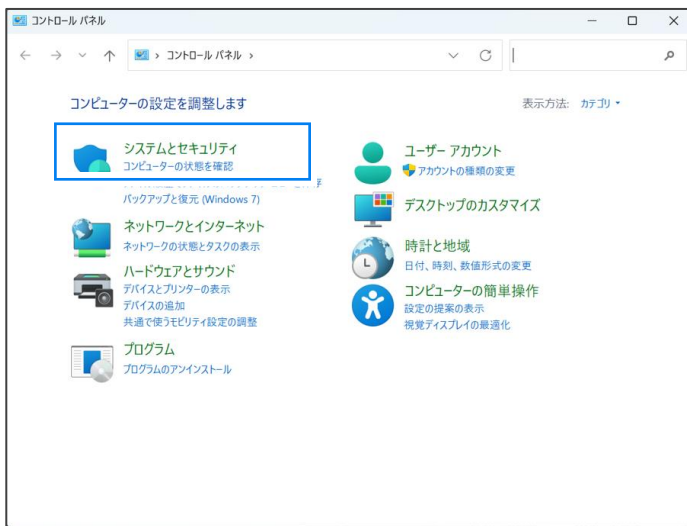 コントロール パネル
コントロール パネル
コンピューターの設定を調整します
表示方法: カテゴリ
システムとセキュリティ
コンピューターの状態を確認
バックアップと復元 (Windows 7)
ネットワークとインターネット
ネットワークの状態とタスクの表示
ハードウェアとサウンド
デバイスとプリンターの表示
デバイスの追加
共通で使うモビリティ設定の調整
プログラム
プログラムのアンインストール
ユーザー アカウント
アカウントの種類の変更
デスクトップのカスタマイズ
時計と地域
日付、時刻、数値形式の変更
コンピューターの簡単操作
設定の提案の表示
視覚ディスプレイの最適化